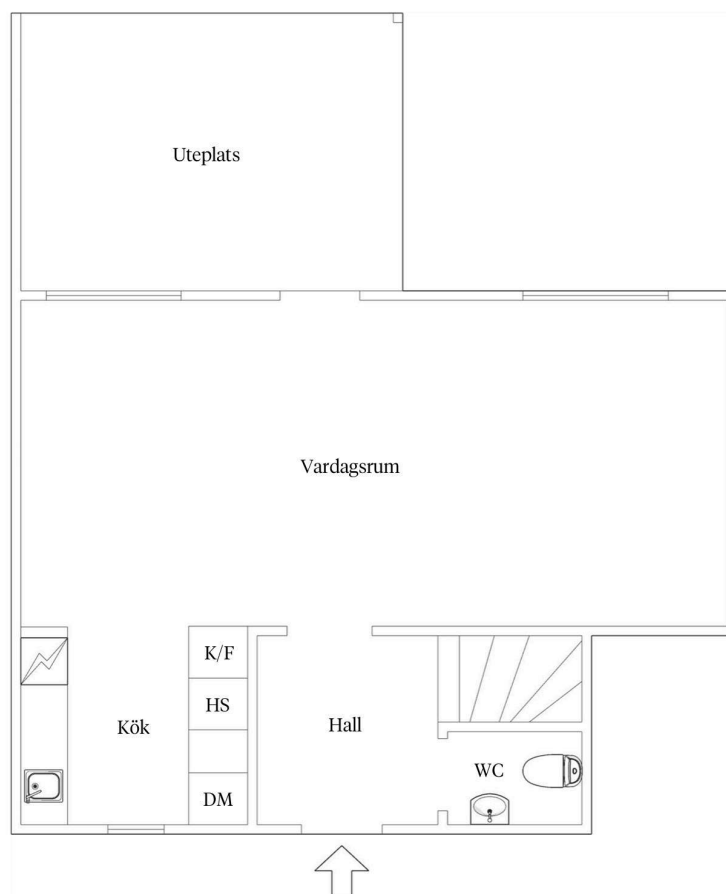 Uteplats
Vardagsrum
K/F
HS
Kök
Hall
WC
DM